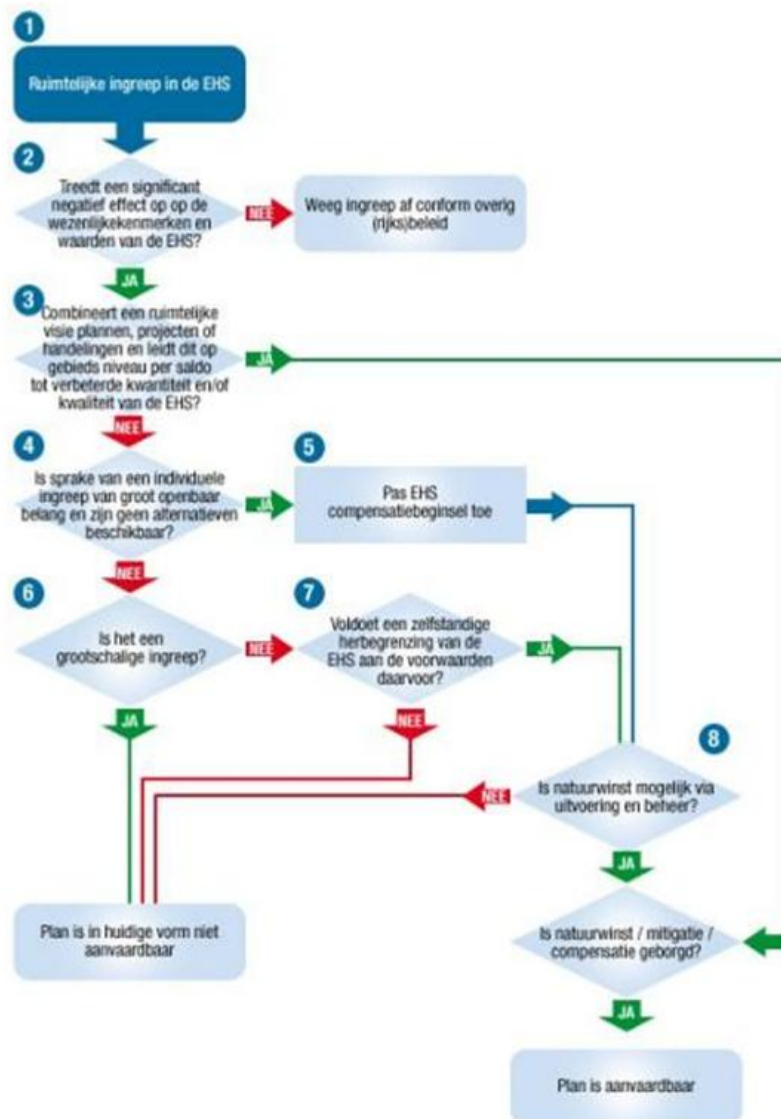 1
Ruimtelijke ingreep in de EHS
2
Treedt een significant
negatief effect op op de
wezenlijkekenmerken en
waarden van de EHS?
NEE
Weeg ingreep af conform overig
(rijks)beleid
JA
3
Combineert een ruimtelijke
visie plannen, projecten of
handelingen en leidt dit op
gebieds niveau per saldo
tot verbeterde kwantiteit en/of
kwaliteit van de EHS?
JA
NEE
4
Is sprake van een individuele
ingreep van groot openbaar
belang en zijn geen alternatieven
beschikbaar?
JA
5
Pas EHS
compensatiebeginsel toe
NEE
6
Is het een
grootschalige ingreep?
NEE
7
Voldoet een zelfstandige
herbegrenzing van de
EHS aan de voorwaarden
daarvoor?
JA
JA
NEE
8
Is natuurwinst mogelijk via
uitvoering en beheer?
NEE
JA
Plan is in huidige vorm niet
aanvaardbaar
Is natuurwinst / mitigatie /
compensatie geborgd?
JA
Plan is aanvaardbaar